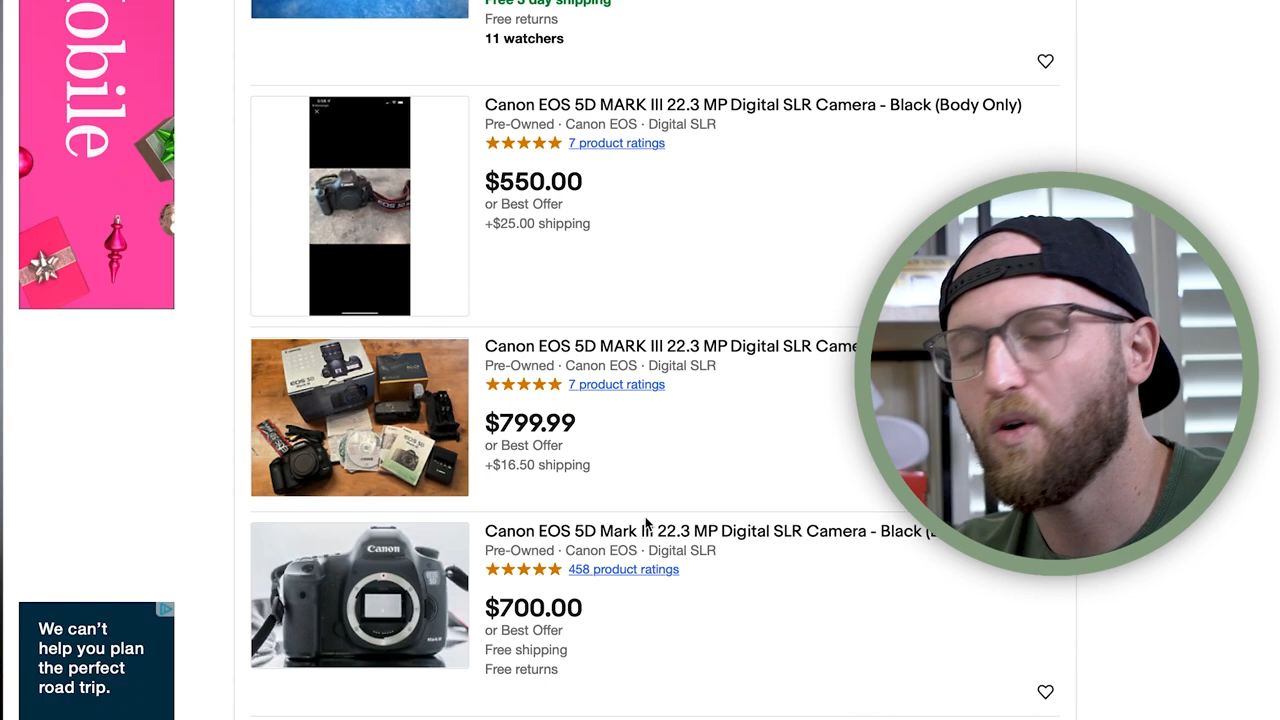 obile
Free 3 day shipping
Free returns
11 watchers
Canon EOS 5D MARK III 22.3 MP Digital SLR Camera - Black (Body Only)
Pre-Owned · Canon EOS · Digital SLR
7 product ratings
$550.00
or Best Offer
+$25.00 shipping
Canon EOS 5D MARK III 22.3 MP Digital SLR Came
Pre-Owned · Canon EOS · Digital SLR
7 product ratings
$799.99
or Best Offer
+$16.50 shipping
Canon EOS 5D Mark III 22.3 MP Digital SLR Camera - Black
Pre-Owned · Canon EOS · Digital SLR
458 product ratings
$700.00
or Best Offer
Free shipping
Free returns
Canon
We can't
help you plan
the perfect
road trip.